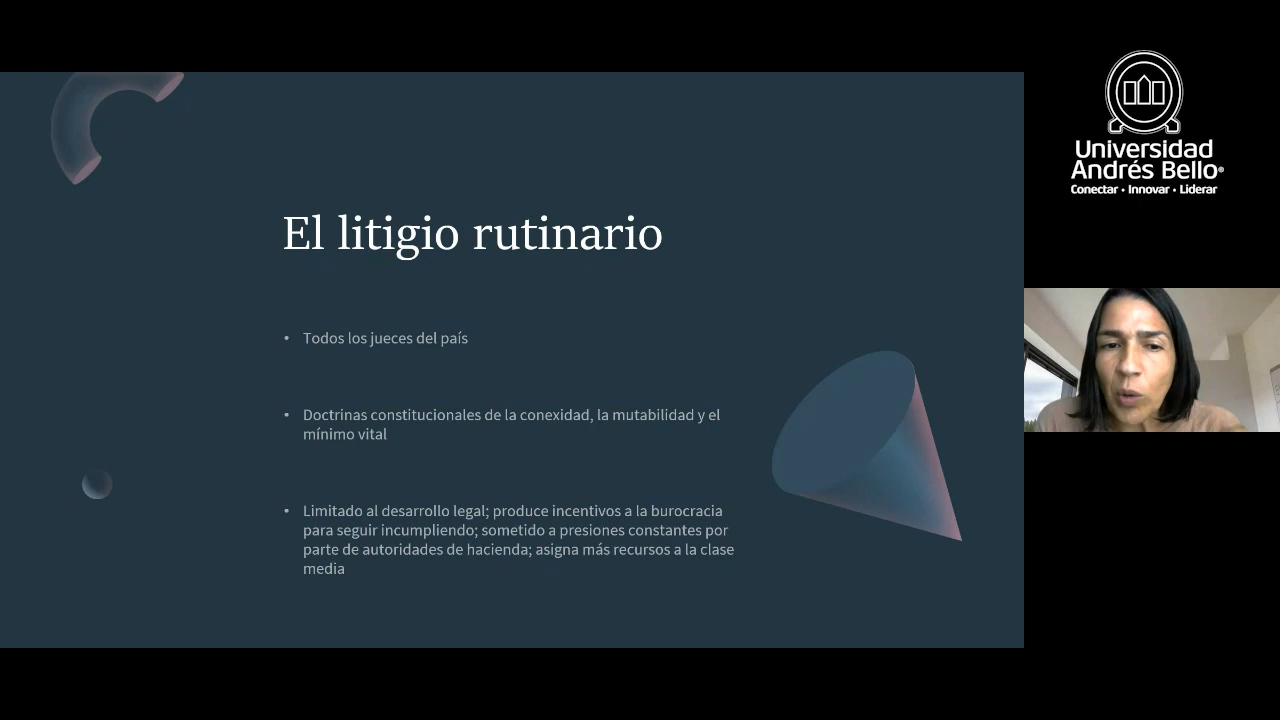 El litigio rutinario
• Todos los jueces del país
• Doctrinas constitucionales de la conexidad, la mutabilidad y el
mínimo vital
• Limitado al desarrollo legal; produce incentivos a la burocracia
para seguir incumpliendo; sometido a presiones constantes por
parte de autoridades de hacienda; asigna más recursos a la clase
media
Universidad
Andrés Bello®
Conectar • Innovar • Liderar